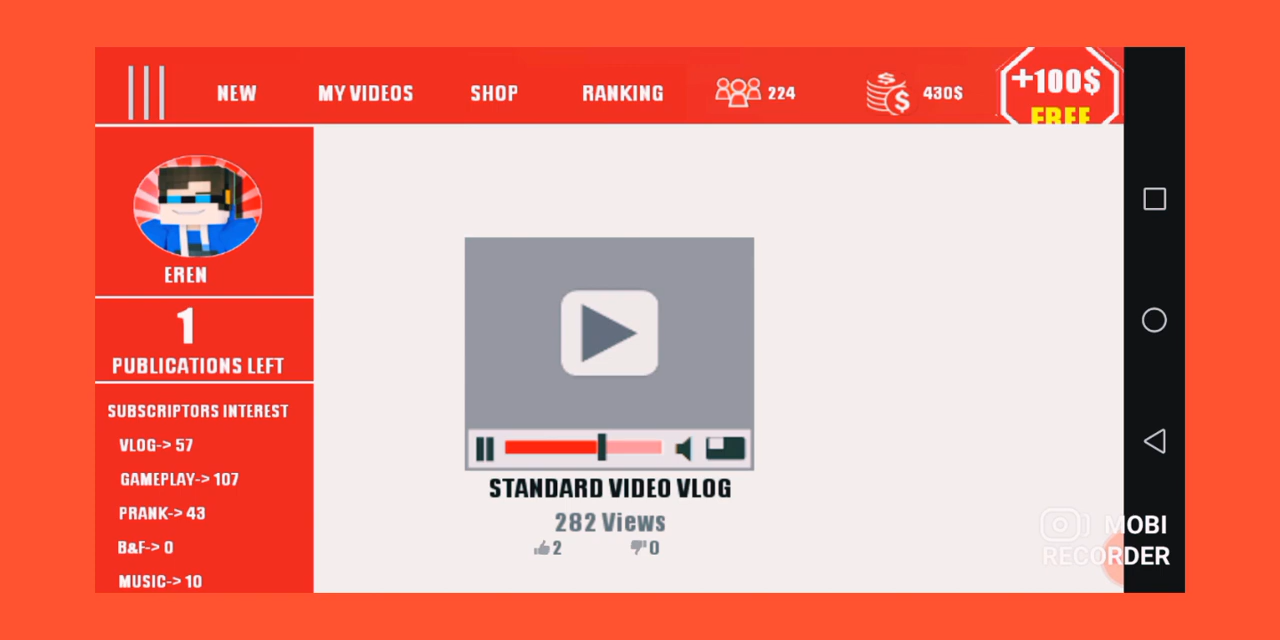 NEW
MY VIDEOS
SHOP
RANKING
224
430$
+100$
FREE
EREN
1
PUBLICATIONS LEFT
SUBSCRIPTORS INTEREST
VLOG-> 57
GAMEPLAY-> 107
PRANK-> 43
B&F-> 0
MUSIC-> 10
STANDARD VIDEO VLOG
282 Views
2
0
MOBI
RECORDER